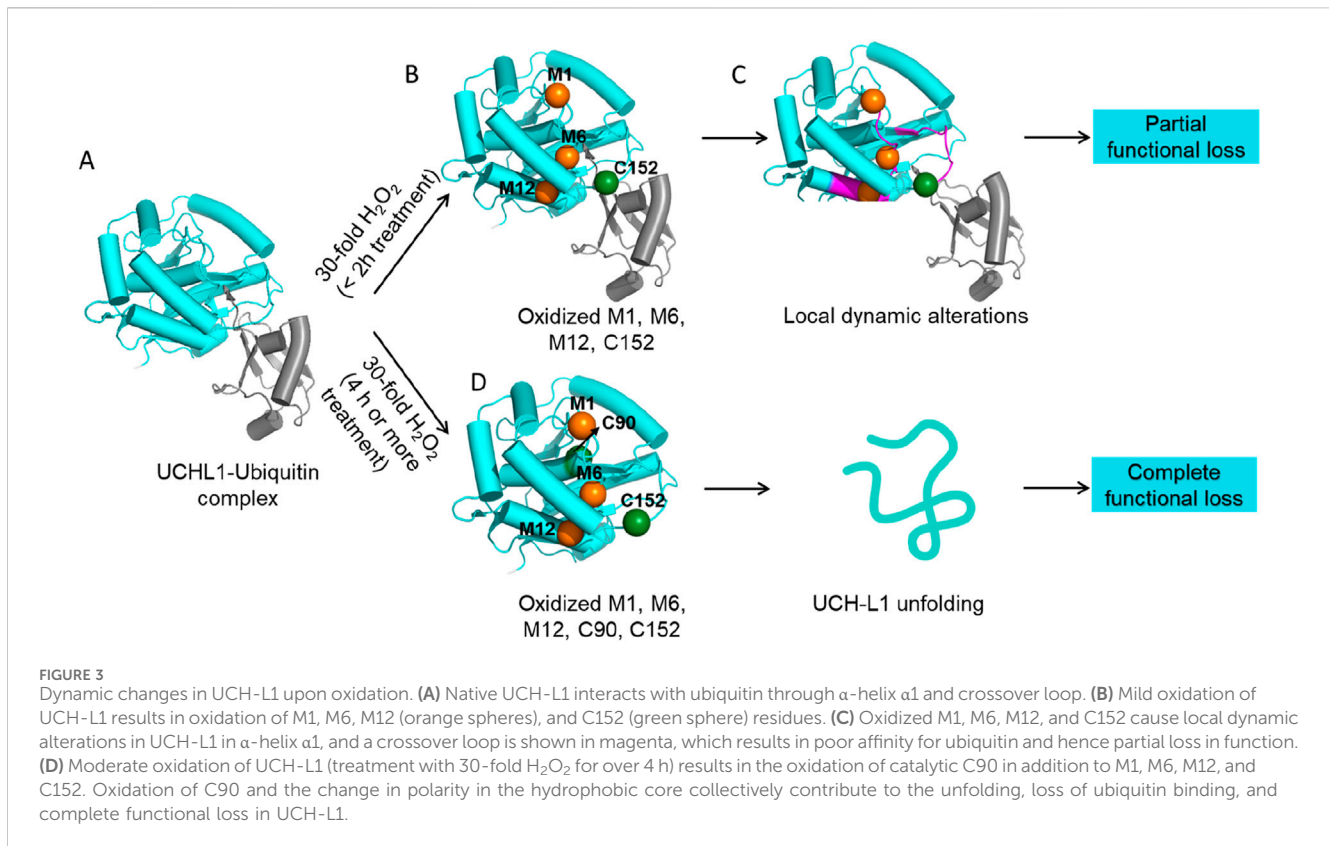 A
UCHL1-Ubiquitin
complex
30-fold H₂O₂
(< 2h treatment)
30-fold H₂O₂
(4 h or more
treatment)
B
M1
M6
M12
C152
Oxidized M1, M6,
M12, C152
C
Local dynamic alterations
Partial
functional loss
D
M1
C90
M6
C152
M12
Oxidized M1, M6,
M12, C90, C152
UCH-L1 unfolding
Complete
functional loss
FIGURE 3
Dynamic changes in UCH-L1 upon oxidation. (A) Native UCH-L1 interacts with ubiquitin through α-helix α1 and crossover loop. (B) Mild oxidation of
UCH-L1 results in oxidation of M1, M6, M12 (orange spheres), and C152 (green sphere) residues. (C) Oxidized M1, M6, M12, and C152 cause local dynamic
alterations in UCH-L1 in α-helix α1, and a crossover loop is shown in magenta, which results in poor affinity for ubiquitin and hence partial loss in function.
(D) Moderate oxidation of UCH-L1 (treatment with 30-fold H₂O₂ for over 4 h) results in the oxidation of catalytic C90 in addition to M1, M6, M12, and
C152. Oxidation of C90 and the change in polarity in the hydrophobic core collectively contribute to the unfolding, loss of ubiquitin binding, and
complete functional loss in UCH-L1.